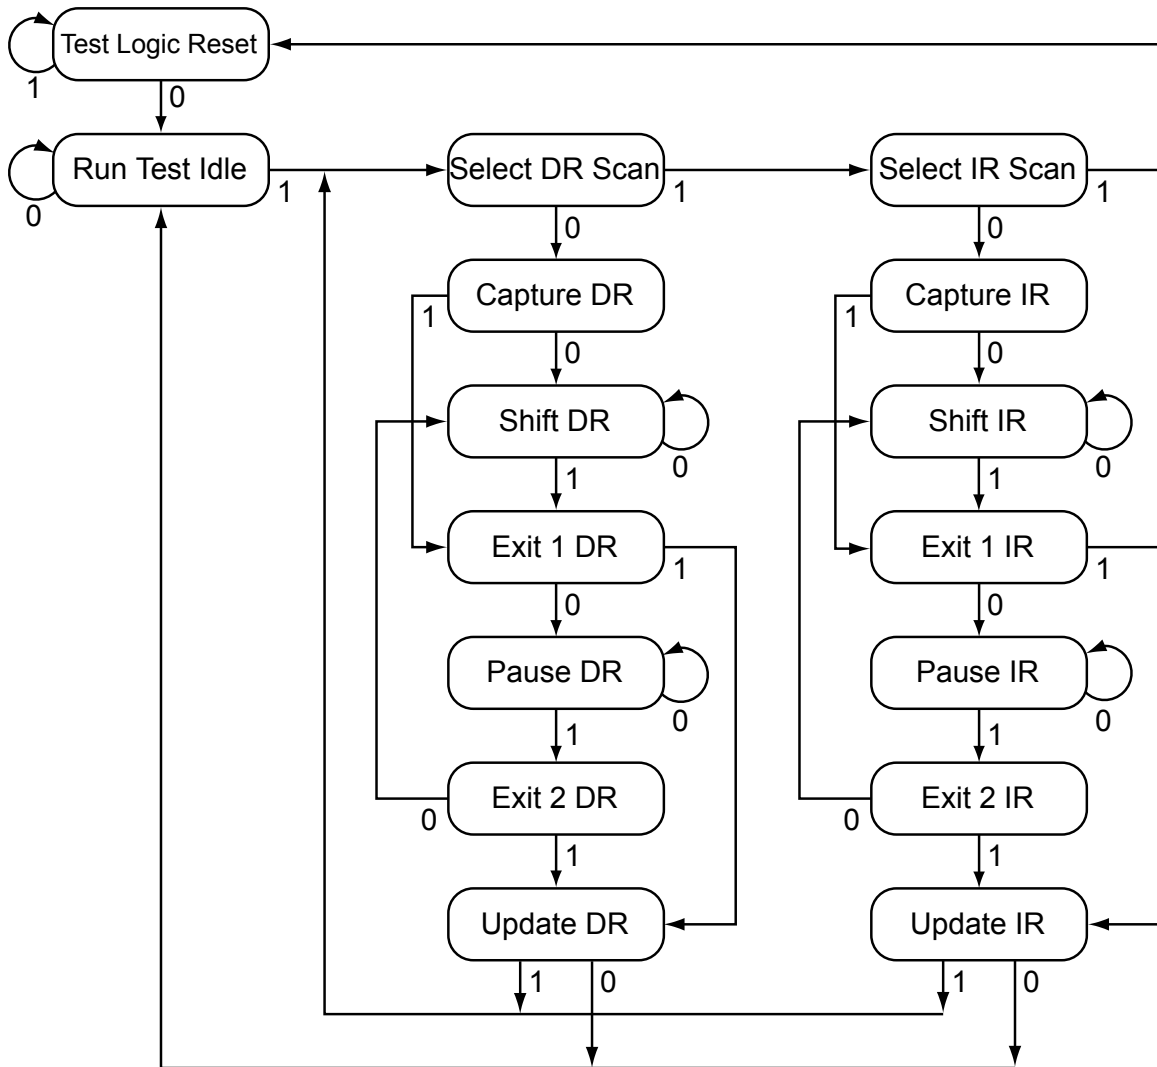 Test Logic Reset
1
0
Run Test Idle
0
1
Select DR Scan
1
Select IR Scan
1
0
0
Capture DR
1
0
Capture IR
1
0
Shift DR
0
1
Shift IR
0
1
Exit 1 DR
1
0
Exit 1 IR
1
0
Pause DR
0
1
Pause IR
0
1
Exit 2 DR
0
1
Exit 2 IR
0
1
Update DR
1
0
Update IR
1
0